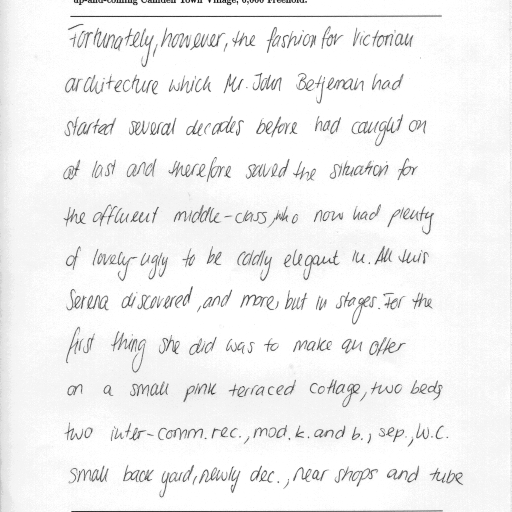 up-and-coming Camden Town Village, 6,000 Freehold.
Fortunately, however, the fashion for Victorian
architecture which Mr. John Betjeman had
started several decades before had caught on
at last and therefore saved the situation for
the affluent middle-class, who now had plenty
of lovely-ugly to be oddly elegant in. All this
Serena discovered, and more, but in stages. For the
first thing she did was to make an offer
on a small pink terraced cottage, two beds
two inter-comm. rec., mod. k. and b., sep., W.C.
small back yard, newly dec., near shops and tube